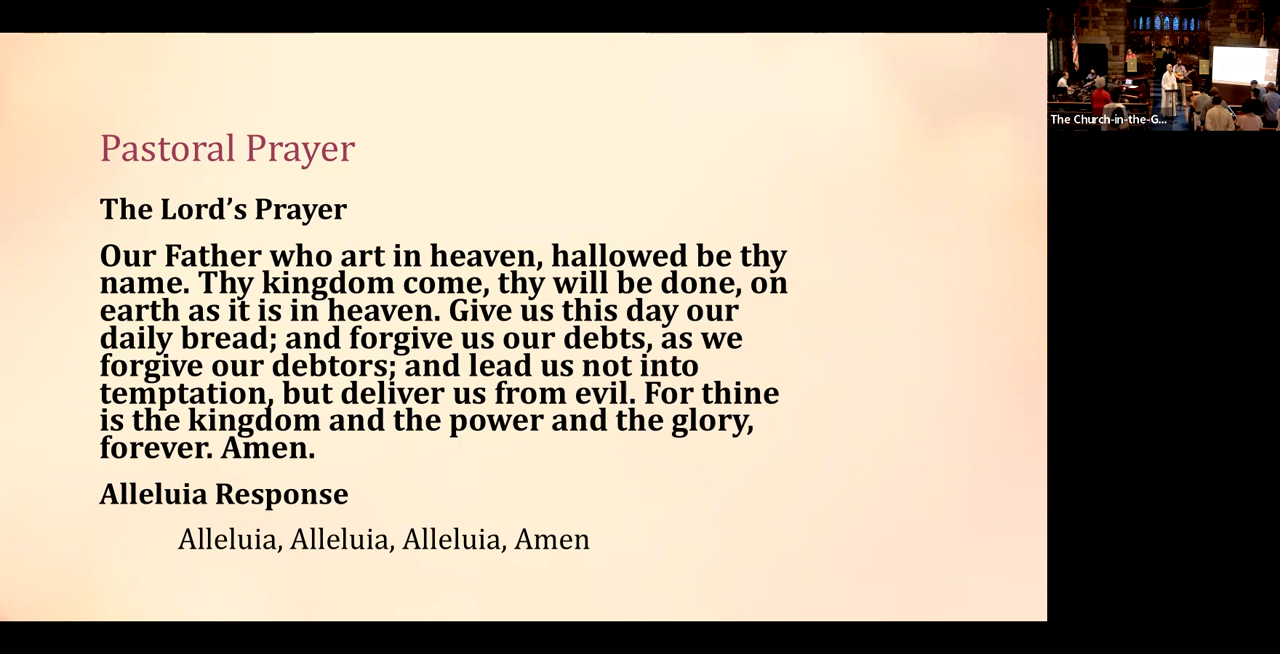 Pastoral Prayer
The Lord’s Prayer
Our Father who art in heaven, hallowed be thy
name. Thy kingdom come, thy will be done, on
earth as it is in heaven. Give us this day our
daily bread; and forgive us our debts, as we
forgive our debtors; and lead us not into
temptation, but deliver us from evil. For thine
is the kingdom and the power and the glory,
forever. Amen.
Alleluia Response
Alleluia, Alleluia, Alleluia, Amen
The Church-in-the-G...